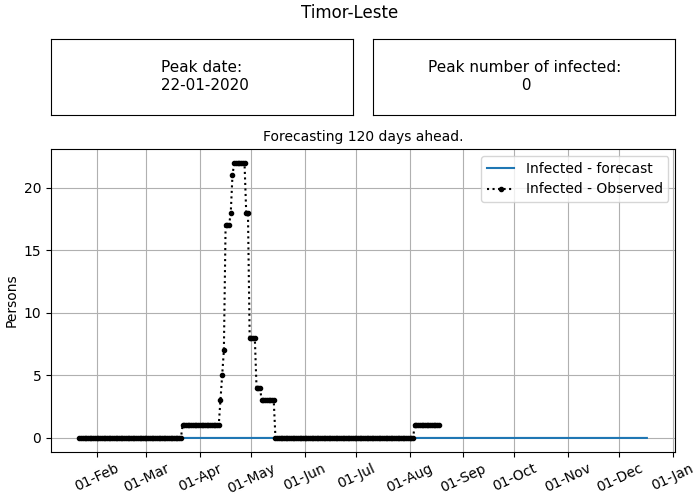 Timor-Leste
Peak date:
22-01-2020
Peak number of infected:
0
Forecasting 120 days ahead.
Infected - forecast
Infected - Observed
Persons
20
15
10
5
0
01-Feb
01-Mar
01-Apr
01-May
01-Jun
01-Jul
01-Aug
01-Sep
01-Oct
01-Nov
01-Dec
01-Jan